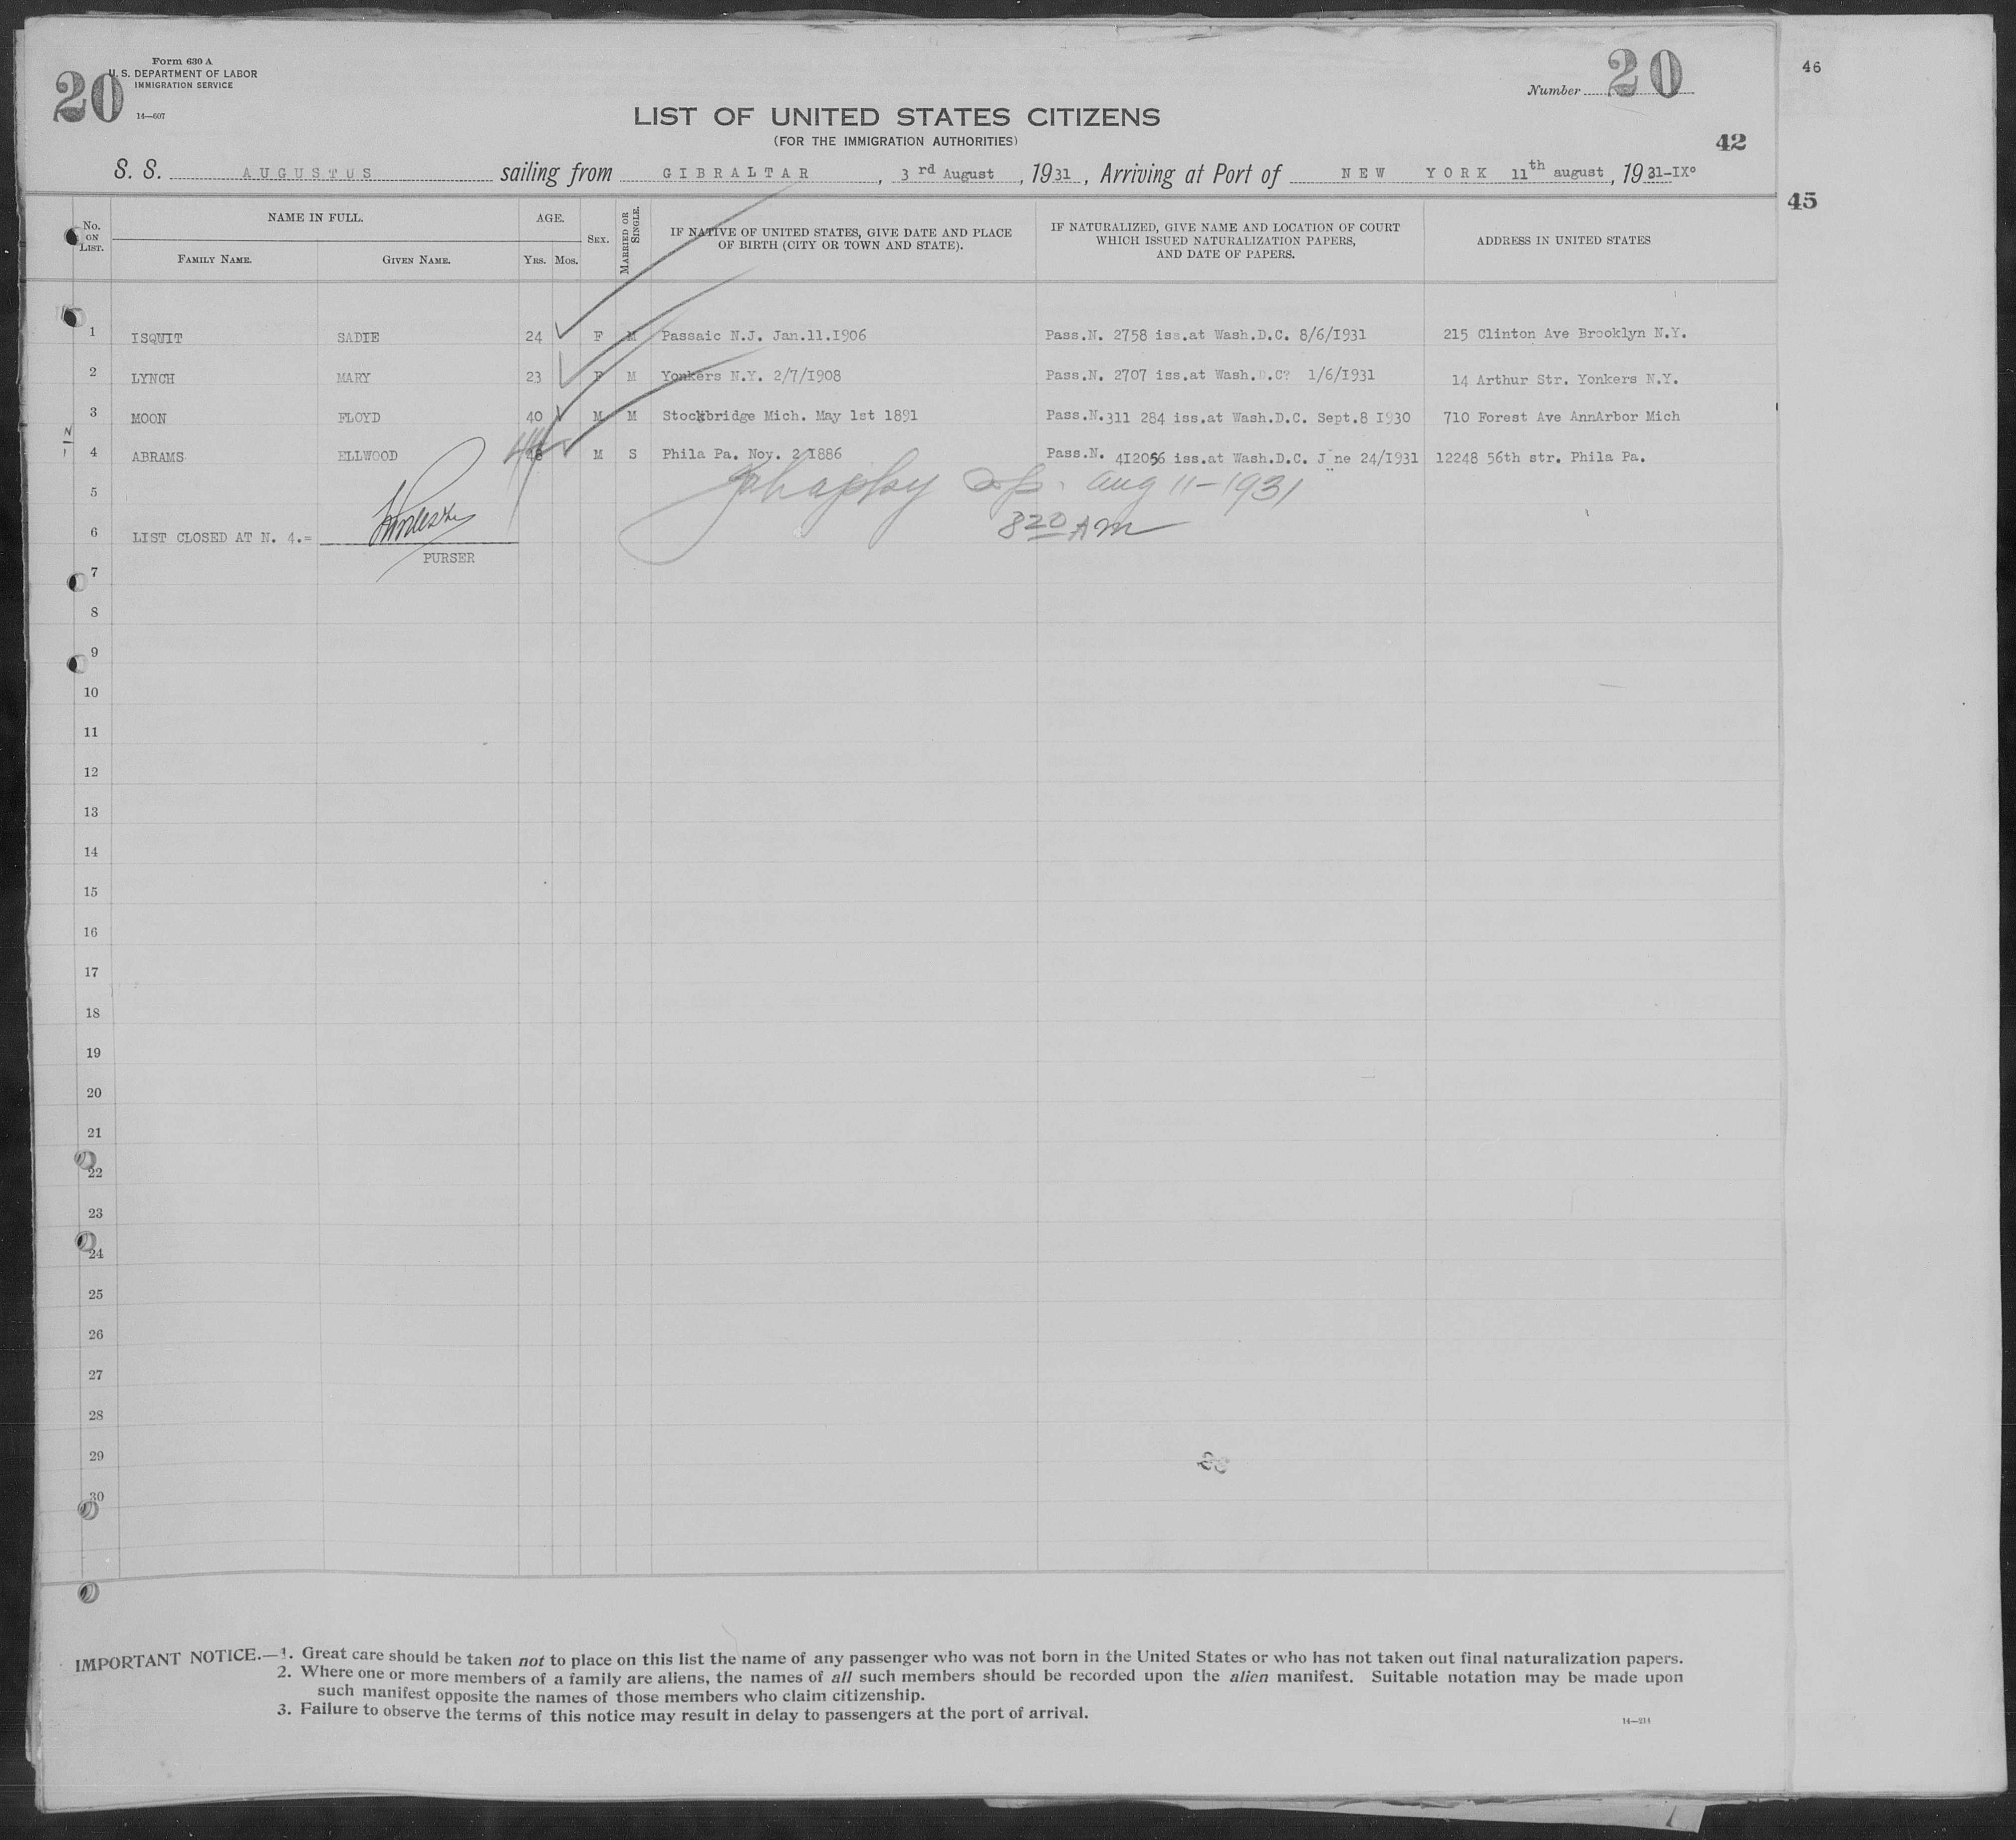 20
Form 630 A
U. S. DEPARTMENT OF LABOR
IMMIGRATION SERVICE
14—607
Number 20
46
42
45
LIST OF UNITED STATES CITIZENS
(FOR THE IMMIGRATION AUTHORITIES)
S. S. AUGUSTUS sailing from GIBRALTAR, 3 rd August, 1931, Arriving at Port of NEW YORK 11th august, 1931-IXº
No. ON LIST. NAME IN FULL. AGE. SEX. MARRIED OR SINGLE. IF NATIVE OF UNITED STATES, GIVE DATE AND PLACE OF BIRTH (CITY OR TOWN AND STATE). IF NATURALIZED, GIVE NAME AND LOCATION OF COURT WHICH ISSUED NATURALIZATION PAPERS, AND DATE OF PAPERS. ADDRESS IN UNITED STATES
FAMILY NAME. GIVEN NAME. YRS. MOS.
1 ISQUIT SADIE 24 F M Passaic N.J. Jan.11.I906 Pass.N. 2758 iss.at Wash.D.C. 8/6/I931 215 Clinton Ave Brooklyn N.Y.
2 LYNCH MARY 23 F M Yonkers N.Y. 2/7/1908 Pass.N. 2707 iss.at Wash.D.C? 1/6/I931 14 Arthur Str. Yonkers N.Y.
3 MOON FLOYD 40 M M Stockbridge Mich. May 1st 1891 Pass.N.311 284 iss.at Wash.D.C. Sept.8 I930 710 Forest Ave AnnArbor Mich
4 ABRAMS ELLWOOD 44 M S Phila Pa. Nov. 2 I886 Pass.N. 4I2056 iss.at Wash.D.C. J ne 24/1931 12248 56th str. Phila Pa.
5 Aug 11-1931
8 20 AM
6 LIST CLOSED AT N. 4.=
PURSER
7
8
9
10
11
12
13
14
15
16
17
18
19
20
21
22
23
24
25
26
27
28
29
30
IMPORTANT NOTICE.—1. Great care should be taken not to place on this list the name of any passenger who was not born in the United States or who has not taken out final naturalization papers.
2. Where one or more members of a family are aliens, the names of all such members should be recorded upon the alien manifest. Suitable notation may be made upon
such manifest opposite the names of those members who claim citizenship.
3. Failure to observe the terms of this notice may result in delay to passengers at the port of arrival.
14—214